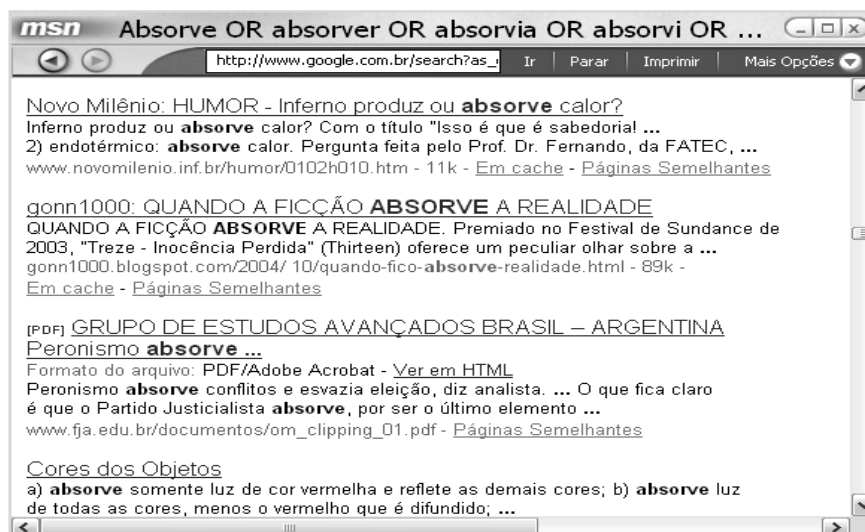 msn Absorve OR absorver OR absorvia OR absorvi OR ...
http://www.google.com.br/search?as_ Ir | Parar | Imprimir | Mais Opções
Novo Milênio: HUMOR - Inferno produz ou absorve calor?
Inferno produz ou absorve calor? Com o título "Isso é que é sabedoria! ...
2) endotérmico: absorve calor. Pergunta feita pelo Prof. Dr. Fernando, da FATEC, ...
www.novomilenio.inf.br/humor/0102h010.htm - 11k - Em cache - Páginas Semelhantes
gonn1000: QUANDO A FICÇÃO ABSORVE A REALIDADE
QUANDO A FICÇÃO ABSORVE A REALIDADE. Premiado no Festival de Sundance de
2003, "Treze - Inocência Perdida" (Thirteen) oferece um peculiar olhar sobre a ...
gonn1000.blogspot.com/2004/ 10/quando-fico-absorve-realidade.html - 89k -
Em cache - Páginas Semelhantes
[PDF] GRUPO DE ESTUDOS AVANÇADOS BRASIL – ARGENTINA
Peronismo absorve ...
Formato do arquivo: PDF/Adobe Acrobat - Ver em HTML
Peronismo absorve conflitos e esvazia eleição, diz analista. ... O que fica claro
é que o Partido Justicialista absorve, por ser o último elemento ...
www.fja.edu.br/documentos/om_clipping_01.pdf - Páginas Semelhantes
Cores dos Objetos
a) absorve somente luz de cor vermelha e reflete as demais cores; b) absorve luz
de todas as cores, menos o vermelho que é difundido; ...